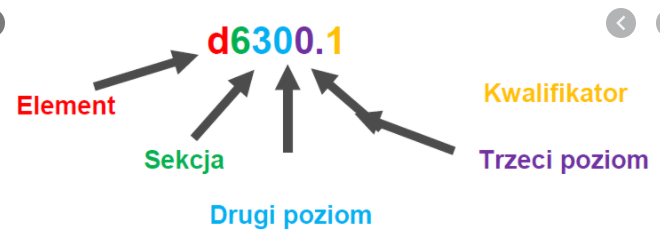 d6300.1
Kwalifikator
Element
Sekcja
Trzeci poziom
Drugi poziom